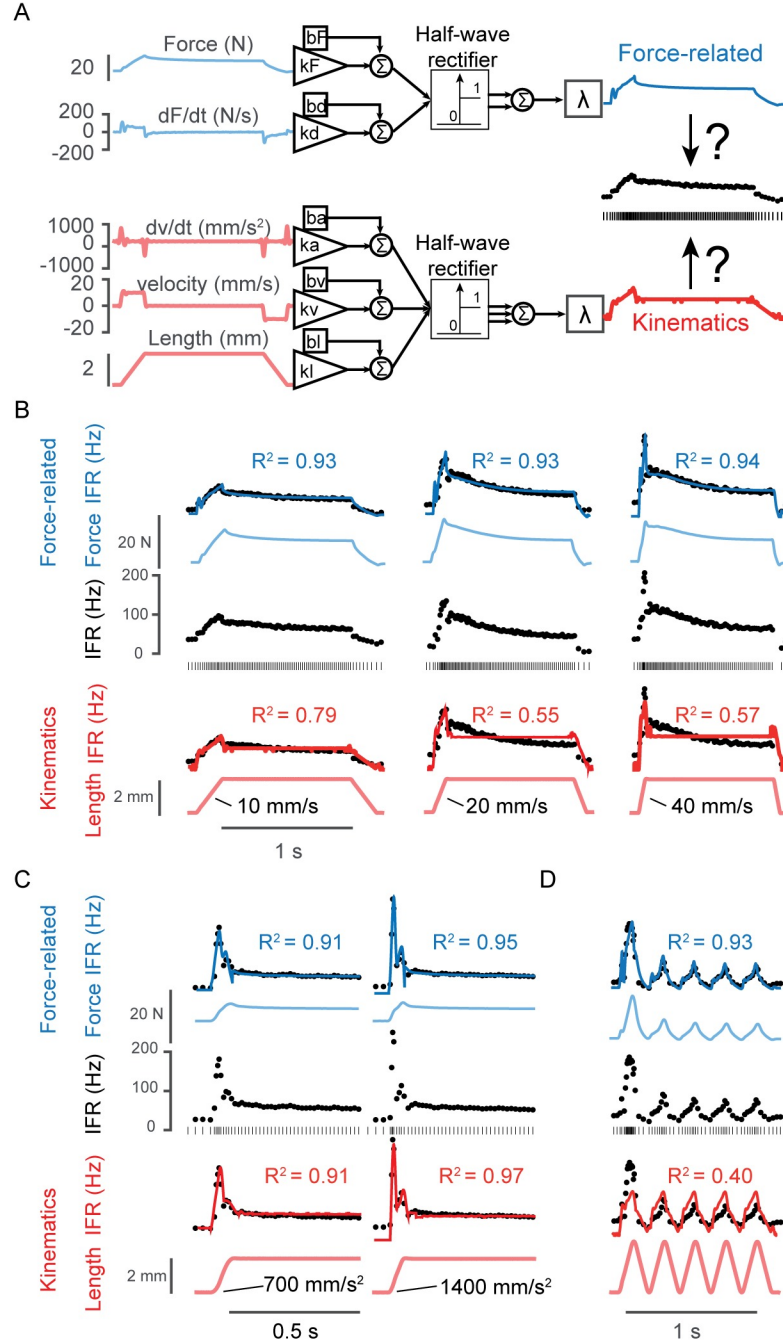 A
Force (N)
20
bF
kF
Σ
Half-wave
rectifier
1
0
Σ
λ
Force-related
dF/dt (N/s)
200
0
-200
bd
kd
Σ
?
dv/dt (mm/s²)
1000
-1000
ba
ka
Σ
velocity (mm/s)
20
0
-20
bv
kv
Σ
Half-wave
rectifier
1
0
Σ
λ
?
Kinematics
Length (mm)
2
bl
kl
Σ
B
Force-related
Force IFR (Hz)
R² = 0.93
R² = 0.93
R² = 0.94
20 N
IFR (Hz)
200
100
0
Kinematics
Length IFR (Hz)
R² = 0.79
R² = 0.55
R² = 0.57
2 mm
10 mm/s
20 mm/s
40 mm/s
1 s
C
D
Force-related
Force IFR (Hz)
R² = 0.91
R² = 0.95
R² = 0.93
20 N
IFR (Hz)
200
100
0
Kinematics
Length IFR (Hz)
R² = 0.91
R² = 0.97
R² = 0.40
2 mm
700 mm/s²
1400 mm/s²
0.5 s
1 s